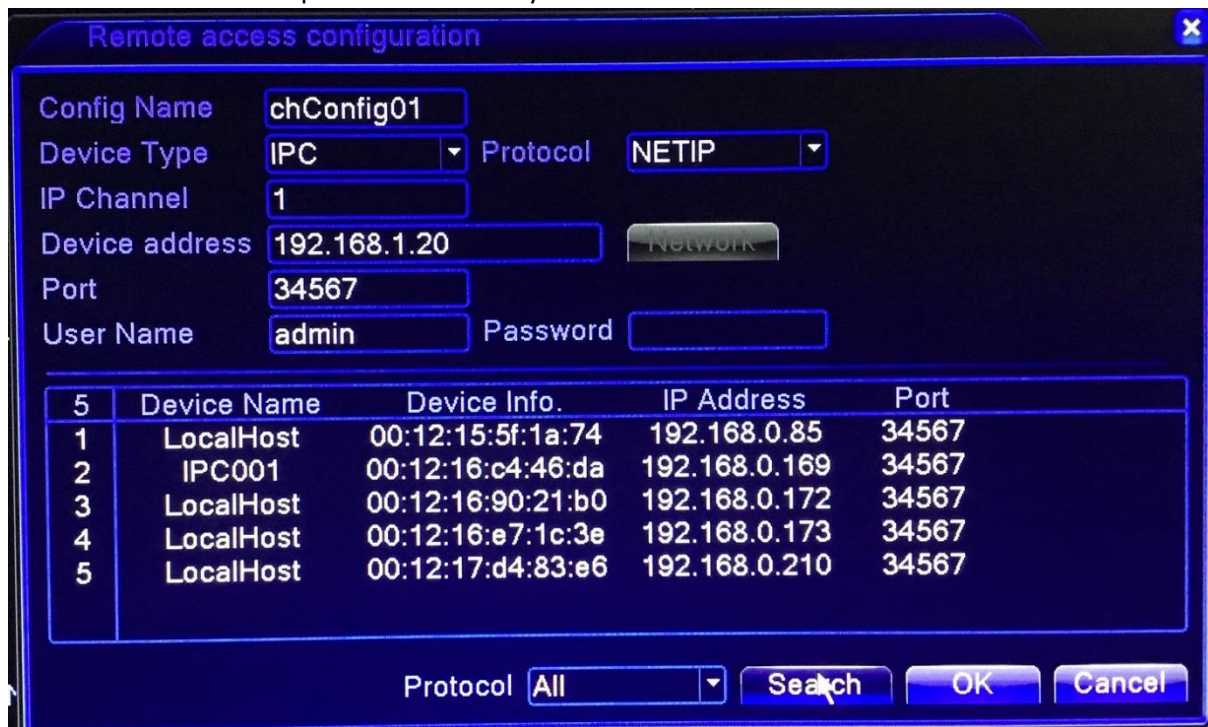 Remote access configuration
Config Name chConfig01
Device Type IPC Protocol NETIP
IP Channel 1
Device address 192.168.1.20 Network
Port 34567
User Name admin Password
5 Device Name Device Info. IP Address Port
1 LocalHost 00:12:15:5f:1a:74 192.168.0.85 34567
2 IPC001 00:12:16:c4:46:da 192.168.0.169 34567
3 LocalHost 00:12:16:90:21:b0 192.168.0.172 34567
4 LocalHost 00:12:16:e7:1c:3e 192.168.0.173 34567
5 LocalHost 00:12:17:d4:83:e6 192.168.0.210 34567
Protocol All Search OK Cancel